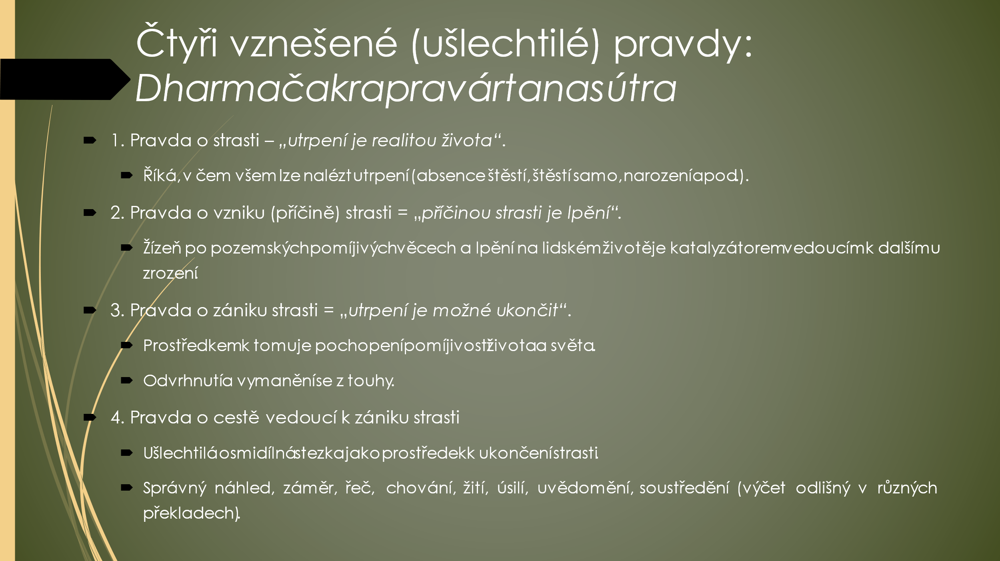 Čtyři vznešené (ušlechtilé) pravdy:
Dharmačakrapravártanasútra
1. Pravda o strasti – „utrpení je realitou života“.
Říká, v čem všem lze nalézt utrpení (absence štěstí, štěstí samo, narození apod.).
2. Pravda o vzniku (příčině) strasti = „příčinou strasti je lpění“.
Žízeň po pozemských pomíjivých věcech a lpění na lidském životě je katalyzátorem vedoucím k dalšímu
zrození.
3. Pravda o zániku strasti = „utrpení je možné ukončit“.
Prostředkem k tomu je pochopení pomíjivosti života a světa.
Odvrhnutí a vymanění se z touhy.
4. Pravda o cestě vedoucí k zániku strasti
Ušlechtilá osmidílná stezka jako prostředek k ukončení strasti.
Správný náhled, záměr, řeč, chování, žití, úsilí, uvědomění, soustředění (výčet odlišný v různých
překladech).